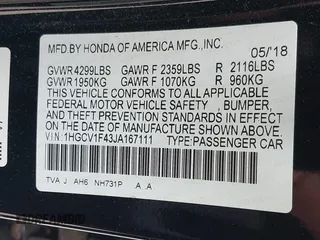 MFD BY HONDA OF AMERICA MFG.,INC.
05/'18
GVWR 4299LBS GAWR F 2359LBS R 2116LBS
GVWR 1950KG GAWR F 1070KG R 960KG
THIS VEHICLE CONFORMS TO ALL APPLICABLE
FEDERAL MOTOR VEHICLE SAFETY , BUMPER,
AND THEFT PREVENTION STANDARDS IN
EFFECT ON THE DATE OF MANUFACTURE
SHOWN ABOVE.
V.I.N.:1HGCV1F43JA167111 TYPE:PASSENGER CAR
TVA J AH6 NH731P .A .A